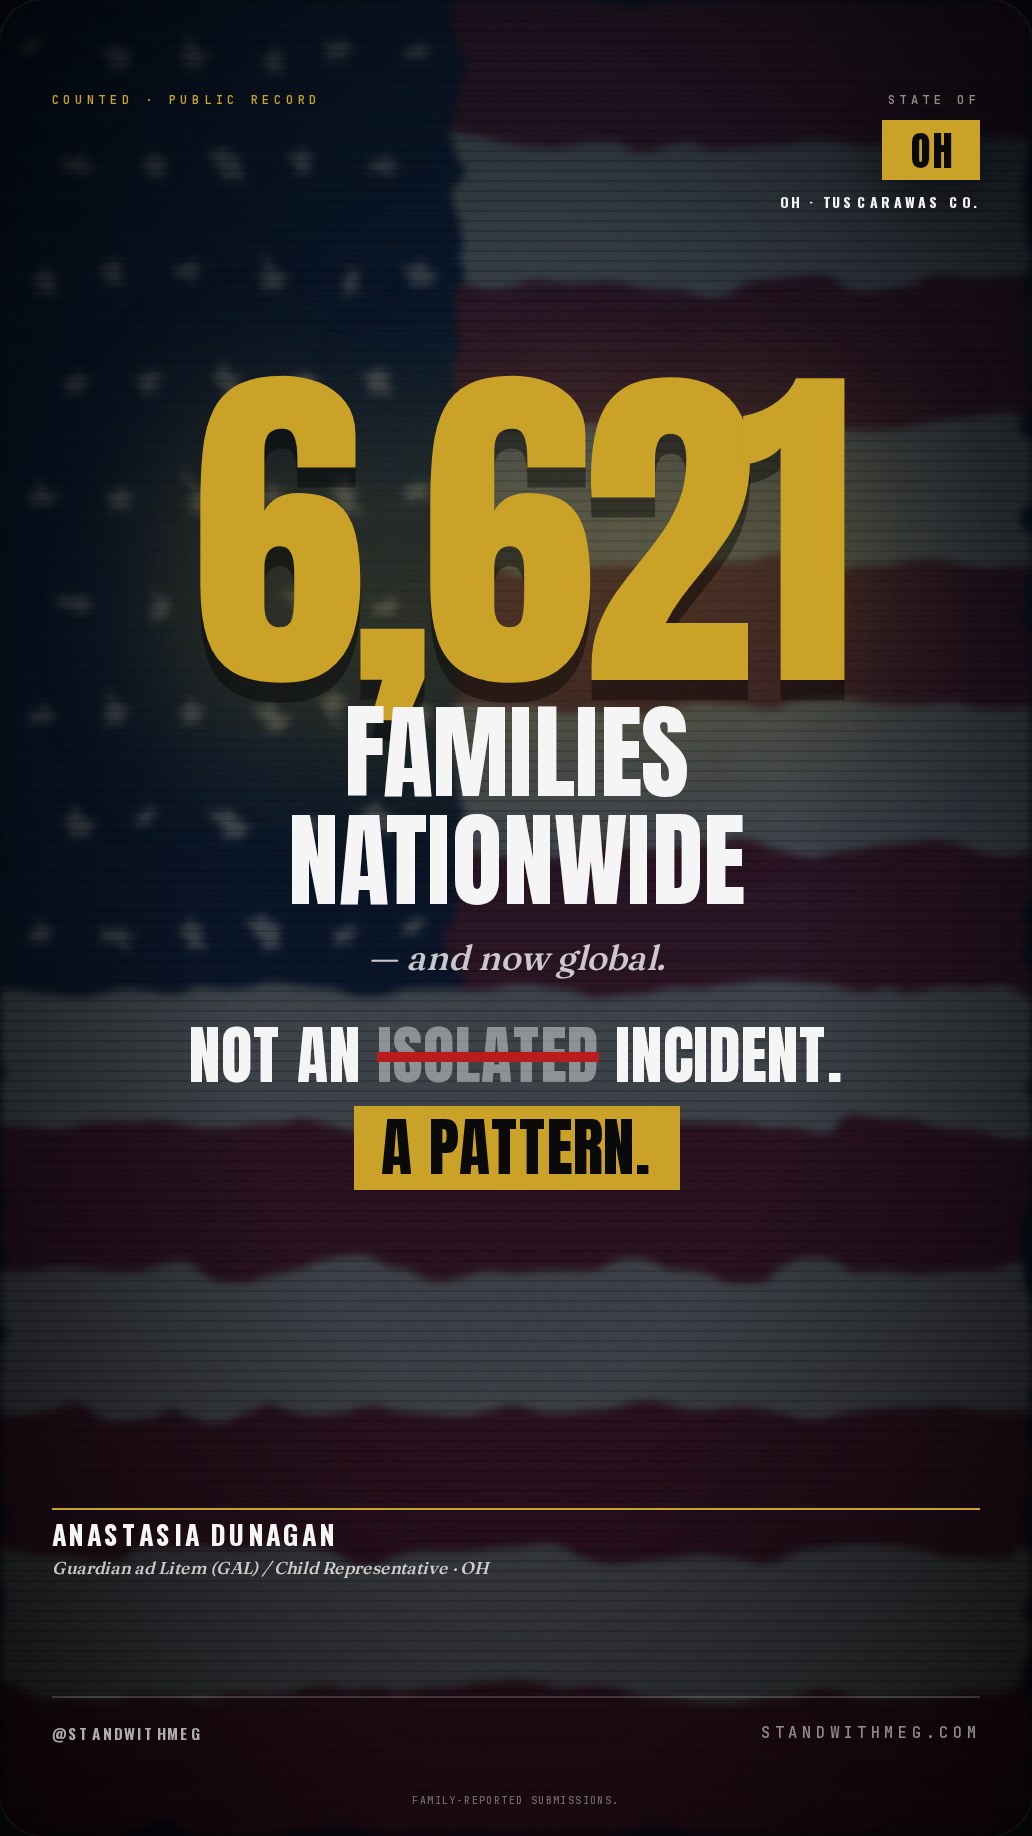 COUNTED · PUBLIC RECORD
STATE OF
OH
OH · TUSCARAWAS CO.
6,621
FAMILIES
NATIONWIDE
— and now global.
NOT AN ISOLATED INCIDENT.
A PATTERN.
ANASTASIA DUNAGAN
Guardian ad Litem (GAL) / Child Representative · OH
@STANDWITHMEG
STANDWITHMEG.COM
FAMILY-REPORTED SUBMISSIONS.